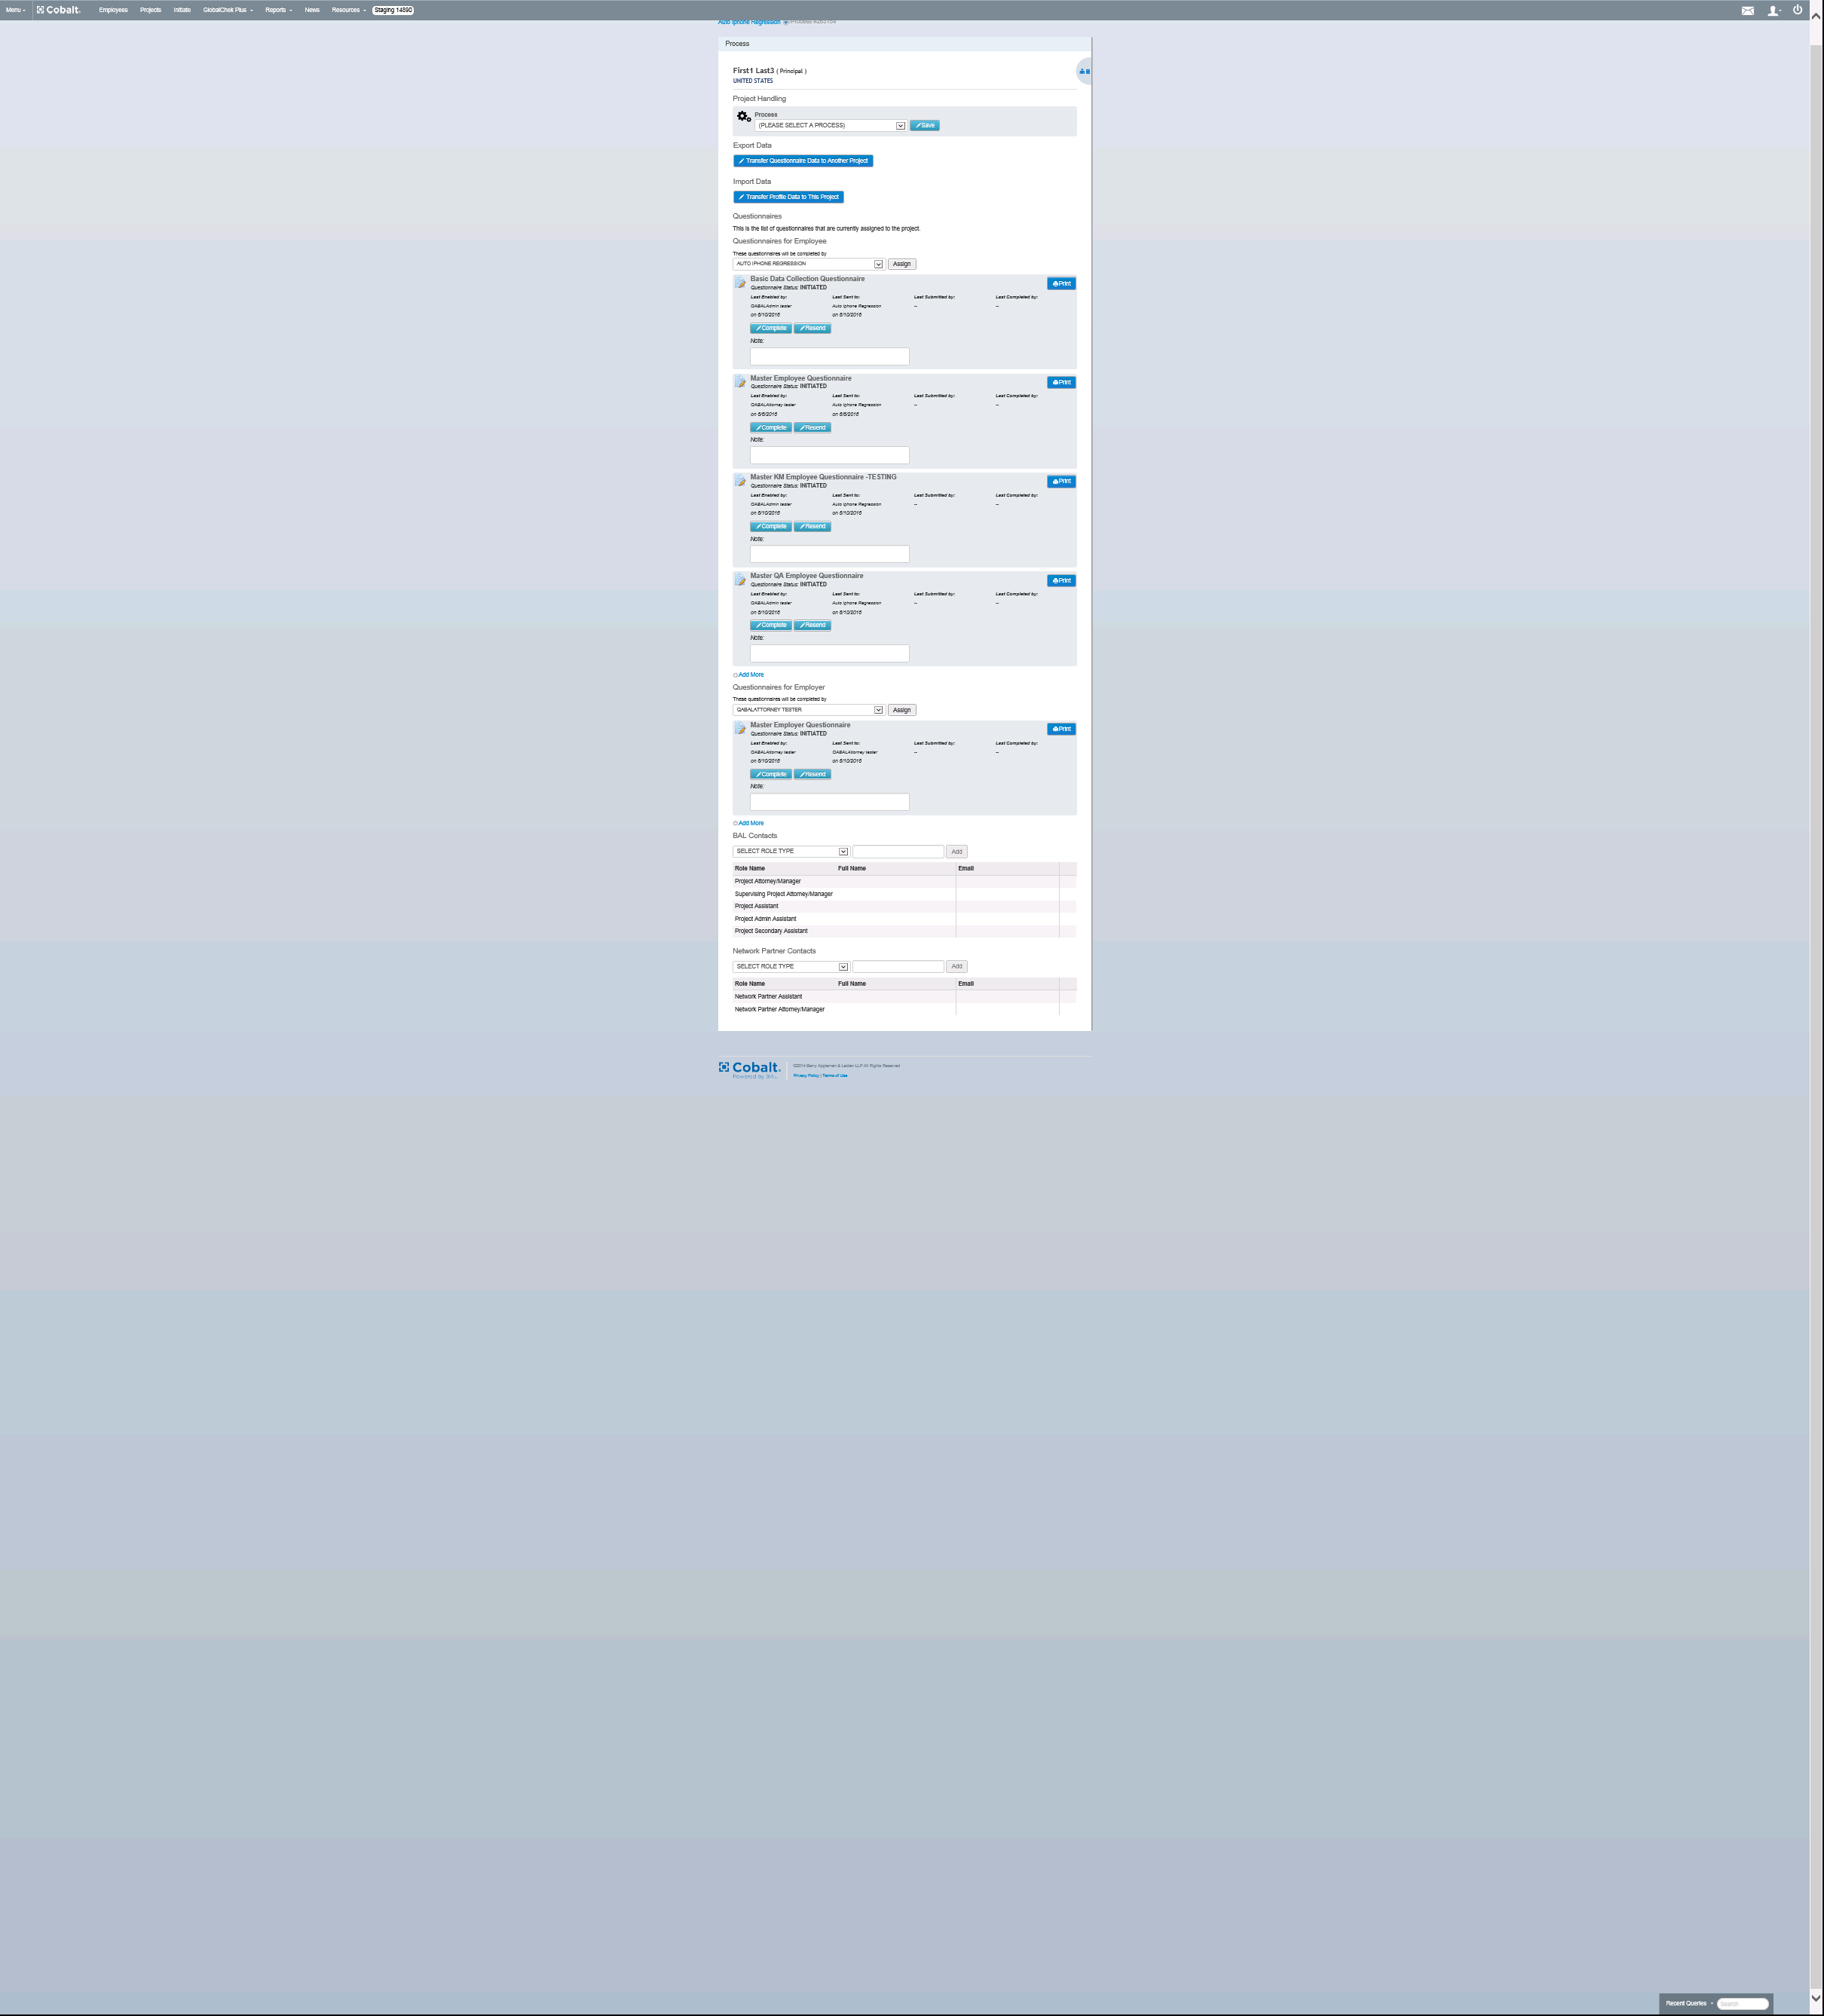 Menu Cobalt. Employees Projects Initiate GlobalChek Plus Reports News Resources Staging 14890
Auto Iphone Regression
Process
First1 Last3 ( Principal )
UNITED STATES
Project Handling
Process
(PLEASE SELECT A PROCESS) Save
Export Data
Transfer Questionnaire Data to Another Project
Import Data
Transfer Profile Data to This Project
Questionnaires
This is the list of questionnaires that are currently assigned to the project.
Questionnaires for Employee
These questionnaires will be completed by
AUTO IPHONE REGRESSION Assign
Basic Data Collection Questionnaire Print
Questionnaire Status: INITIATED
Last Enabled by: Last Sent to: Last Submitted by: Last Completed by:
QABALAdmin tester Auto Iphone Regression -- --
on 6/10/2016 on 6/10/2016
Complete Resend
Note:
Master Employee Questionnaire Print
Questionnaire Status: INITIATED
Last Enabled by: Last Sent to: Last Submitted by: Last Completed by:
QABALAttorney tester Auto Iphone Regression -- --
on 6/6/2016 on 6/6/2016
Complete Resend
Note:
Master KM Employee Questionnaire -TESTING Print
Questionnaire Status: INITIATED
Last Enabled by: Last Sent to: Last Submitted by: Last Completed by:
QABALAdmin tester Auto Iphone Regression -- --
on 6/10/2016 on 6/10/2016
Complete Resend
Note:
Master QA Employee Questionnaire Print
Questionnaire Status: INITIATED
Last Enabled by: Last Sent to: Last Submitted by: Last Completed by:
QABALAdmin tester Auto Iphone Regression -- --
on 6/10/2016 on 6/10/2016
Complete Resend
Note:
Add More
Questionnaires for Employer
These questionnaires will be completed by
QABALATTORNEY TESTER Assign
Master Employer Questionnaire Print
Questionnaire Status: INITIATED
Last Enabled by: Last Sent to: Last Submitted by: Last Completed by:
QABALAttorney tester QABALAttorney tester -- --
on 6/10/2016 on 6/10/2016
Complete Resend
Note:
Add More
BAL Contacts
SELECT ROLE TYPE Add
Role Name Full Name Email
Project Attorney/Manager
Supervising Project Attorney/Manager
Project Assistant
Project Admin Assistant
Project Secondary Assistant
Network Partner Contacts
SELECT ROLE TYPE Add
Role Name Full Name Email
Network Partner Assistant
Network Partner Attorney/Manager
Cobalt. ©2014 Berry Appleman & Leiden LLP All Rights Reserved
Powered by BAL Privacy Policy | Terms of Use
Recent Queries Search